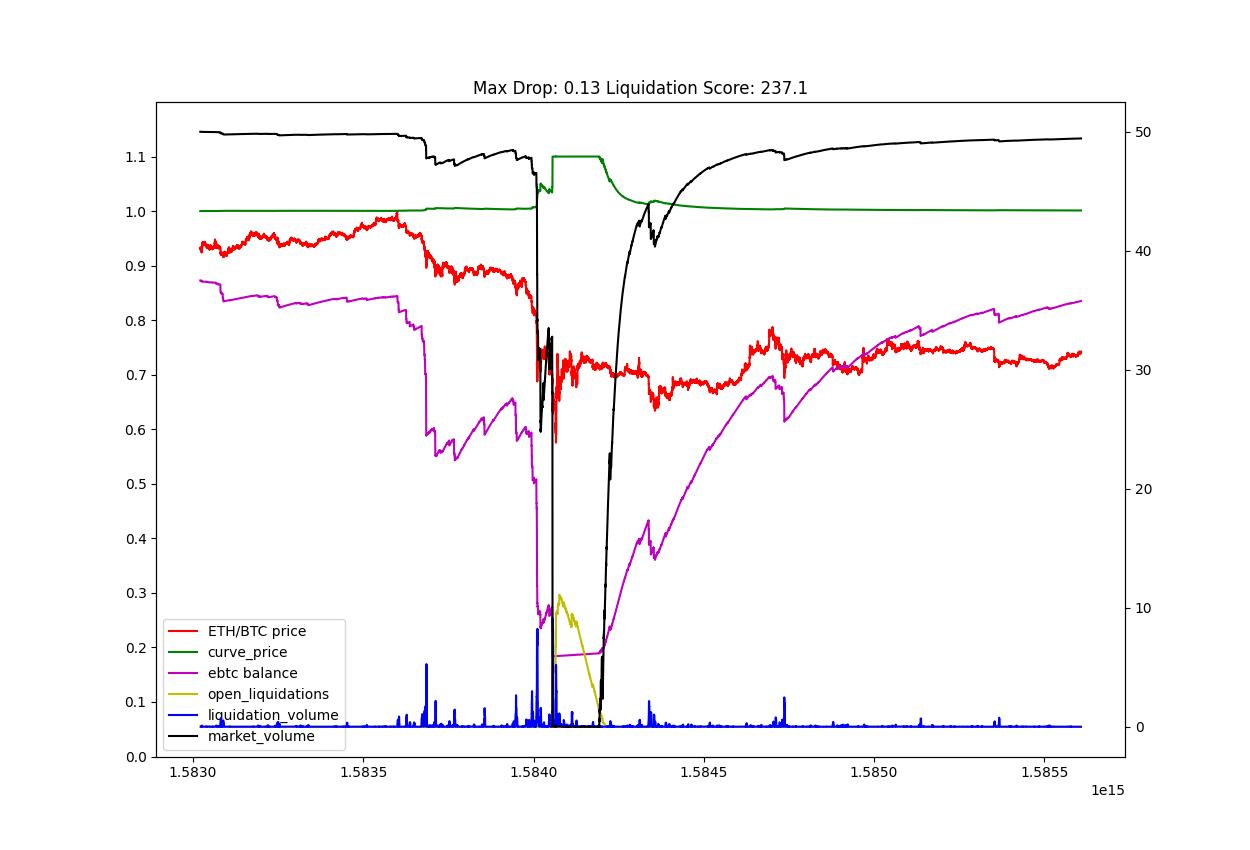 Max Drop: 0.13 Liquidation Score: 237.1
1.1
1.0
0.9
0.8
0.7
0.6
0.5
0.4
0.3
0.2
0.1
0.0
50
40
30
20
10
0
ETH/BTC price
curve_price
ebtc balance
open_liquidations
liquidation_volume
market_volume
1.5830 1.5835 1.5840 1.5845 1.5850 1.5855
1e15